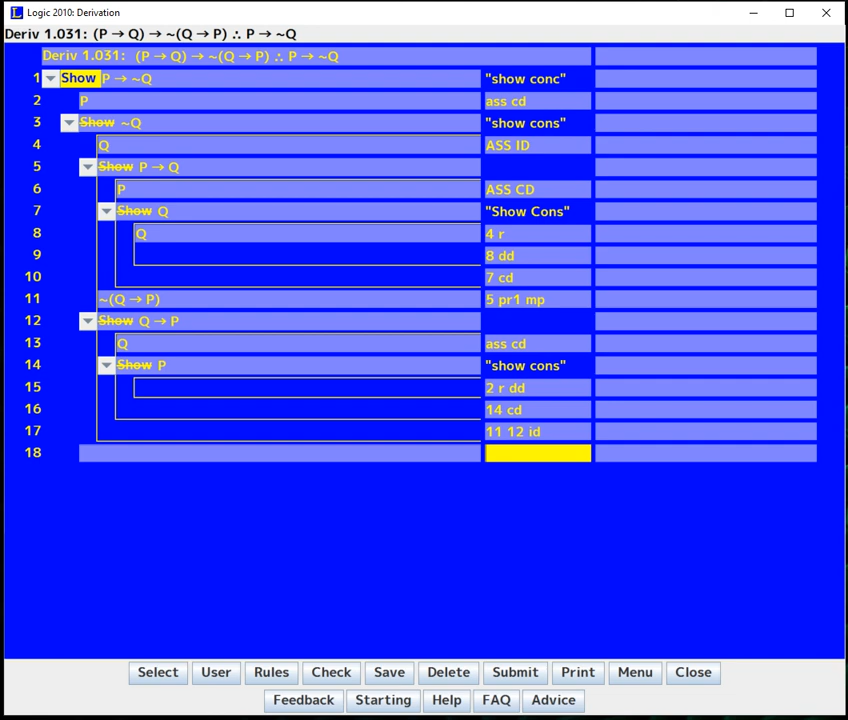 Logic 2010: Derivation
Deriv 1.031: (P → Q) → ~(Q → P) ∴ P → ~Q
Deriv 1.031: (P → Q) → ~(Q → P) ∴ P → ~Q
1 Show P → ~Q "show conc"
2 P ass cd
3 Show ~Q "show cons"
4 Q ASS ID
5 Show P → Q
6 P ASS CD
7 Show Q "Show Cons"
8 Q 4 r
9 8 dd
10 7 cd
11 ~(Q → P) 5 pr1 mp
12 Show Q → P
13 Q ass cd
14 Show P "show cons"
15 2 r dd
16 14 cd
17 11 12 id
18
Select User Rules Check Save Delete Submit Print Menu Close
Feedback Starting Help FAQ Advice